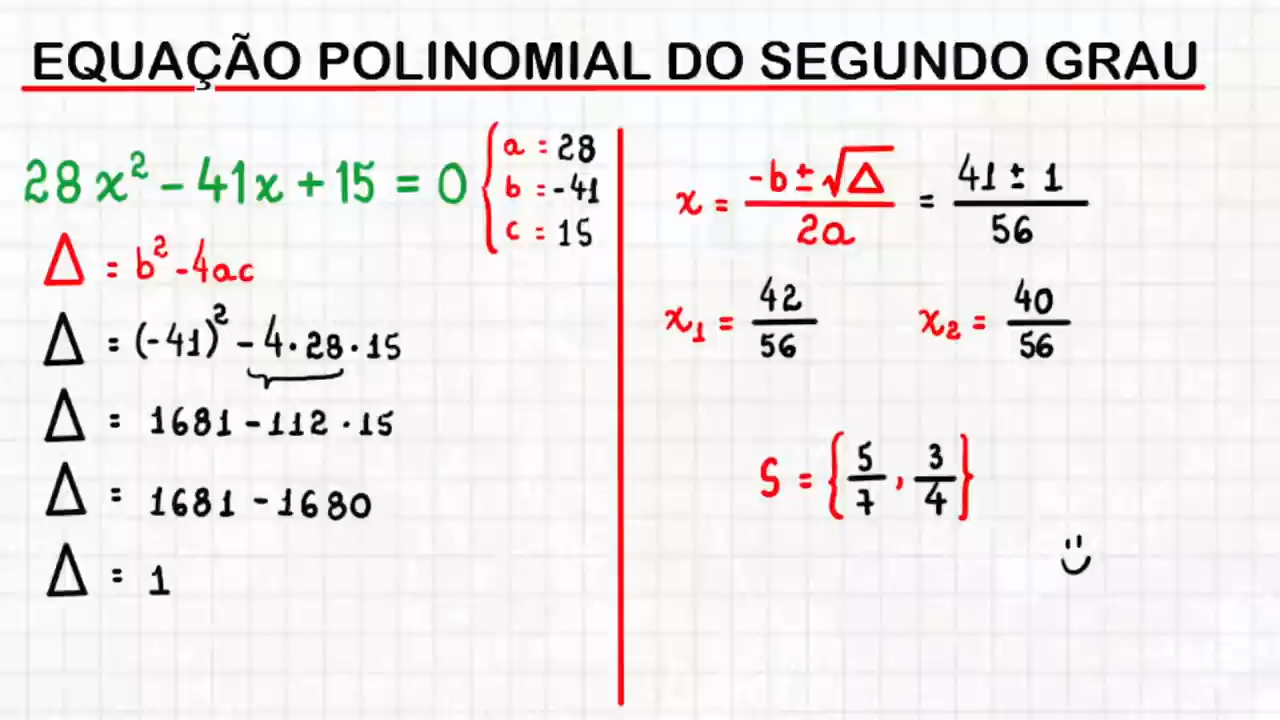 EQUAÇÃO POLINOMIAL DO SEGUNDO GRAU
28x² - 41x + 15 = 0
a = 28
b = -41
c = 15
Δ = b² - 4ac
Δ = (-41)² - 4·28·15
Δ = 1681 - 112·15
Δ = 1681 - 1680
Δ = 1
x = (-b ± √Δ)/2a = (41 ± 1)/56
x₁ = 42/56 x₂ = 40/56
S = {5/7, 3/4}